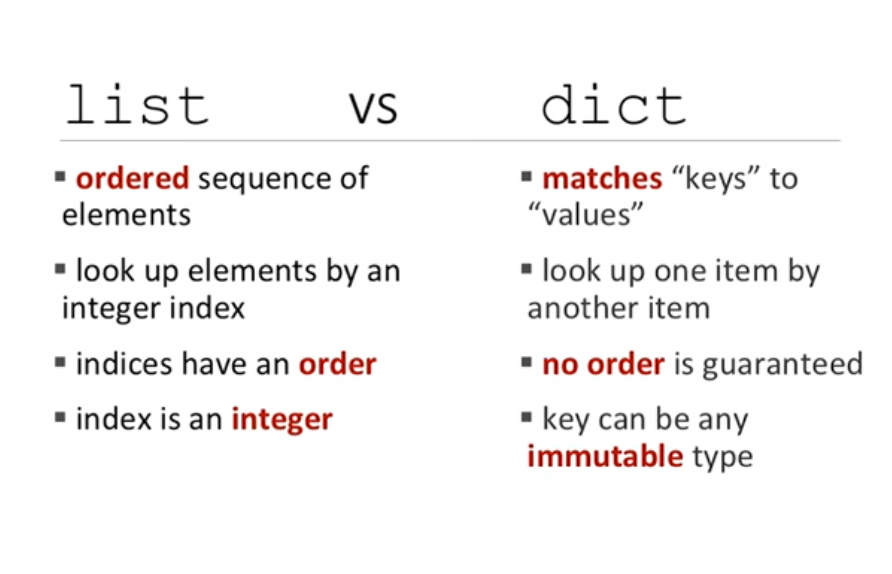 list vs dict
▪ ordered sequence of
elements
▪ look up elements by an
integer index
▪ indices have an order
▪ index is an integer
▪ matches “keys” to
“values”
▪ look up one item by
another item
▪ no order is guaranteed
▪ key can be any
immutable type